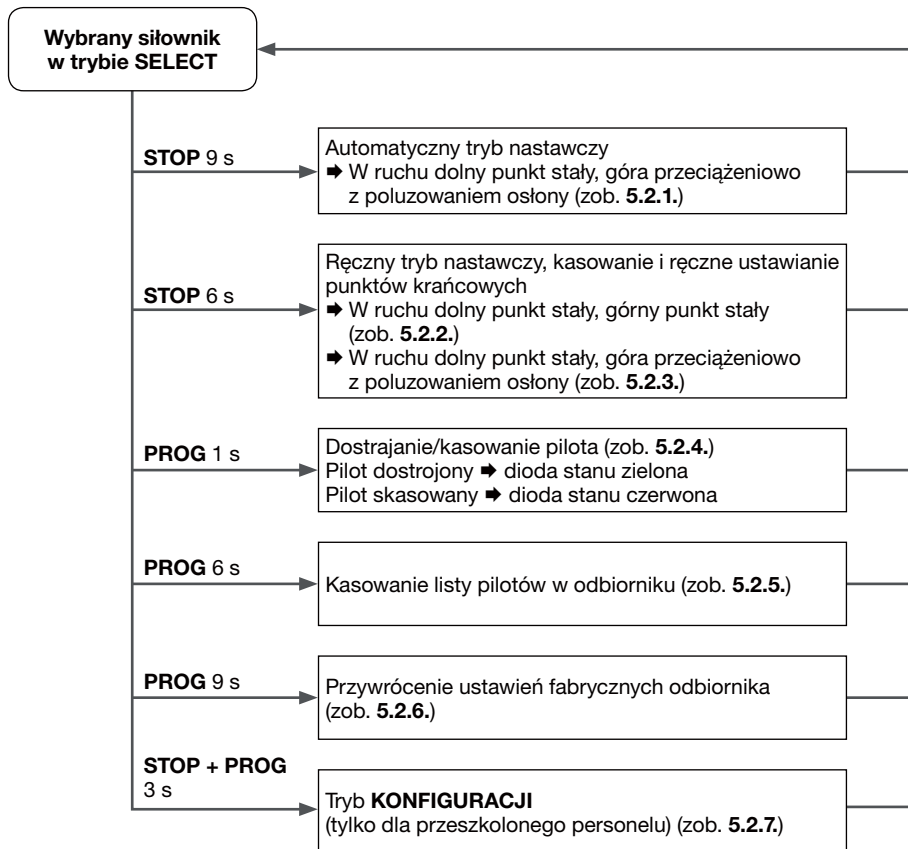 Wybrany siłownik
w trybie SELECT
STOP 9 s
Automatyczny tryb nastawczy
➡ W ruchu dolny punkt stały, góra przeciążeniowo
z poluzowaniem osłony (zob. 5.2.1.)
STOP 6 s
Ręczny tryb nastawczy, kasowanie i ręczne ustawianie
punktów krańcowych
➡ W ruchu dolny punkt stały, górny punkt stały
(zob. 5.2.2.)
➡ W ruchu dolny punkt stały, góra przeciążeniowo
z poluzowaniem osłony (zob. 5.2.3.)
PROG 1 s
Dostrajanie/kasowanie pilota (zob. 5.2.4.)
Pilot dostrojony ➡ dioda stanu zielona
Pilot skasowany ➡ dioda stanu czerwona
PROG 6 s
Kasowanie listy pilotów w odbiorniku (zob. 5.2.5.)
PROG 9 s
Przywrócenie ustawień fabrycznych odbiornika
(zob. 5.2.6.)
STOP + PROG
3 s
Tryb KONFIGURACJI
(tylko dla przeszkolonego personelu) (zob. 5.2.7.)